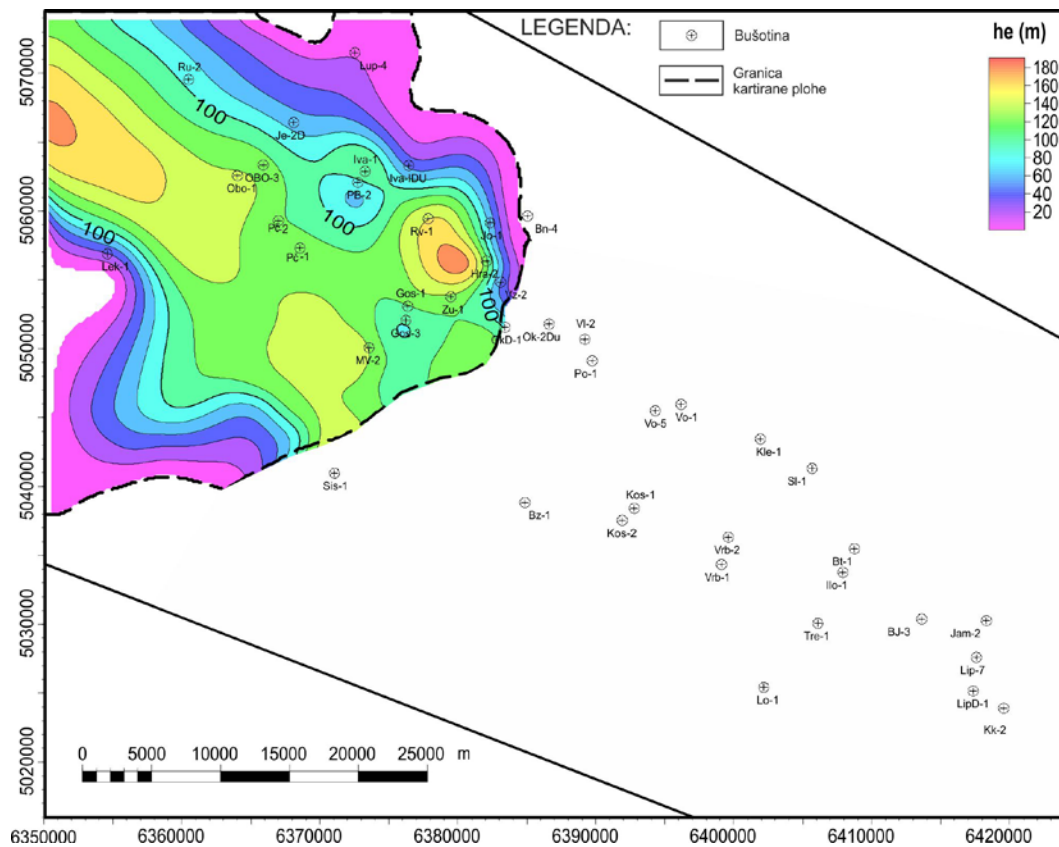 LEGENDA:
Bušotina
Granica
kartirane plohe
he (m)
180
160
140
120
100
80
60
40
20
5070000
5060000
5050000
5040000
5030000
5020000
Lup-4
Ru-2
100
Je-2D
Iva-1
Iva-IDU
OBO-3
Obo-1
PB-2
100
Rv-1
Jo-1
Bn-4
Pc-1
100
Lek-1
Hra-2
100
Gos-1
Zu-1
Gos-3
OkD-1
Ok-2Du
Vl-2
MV-2
Po-1
Vo-5
Vo-1
Kle-1
Sl-1
Sis-1
Bz-1
Kos-1
Kos-2
Vrb-2
Vrb-1
Bt-1
Ilo-1
Tre-1
BJ-3
Jam-2
Lip-7
Lo-1
LipD-1
Kk-2
0 5000 10000 15000 20000 25000 m
6350000 6360000 6370000 6380000 6390000 6400000 6410000 6420000